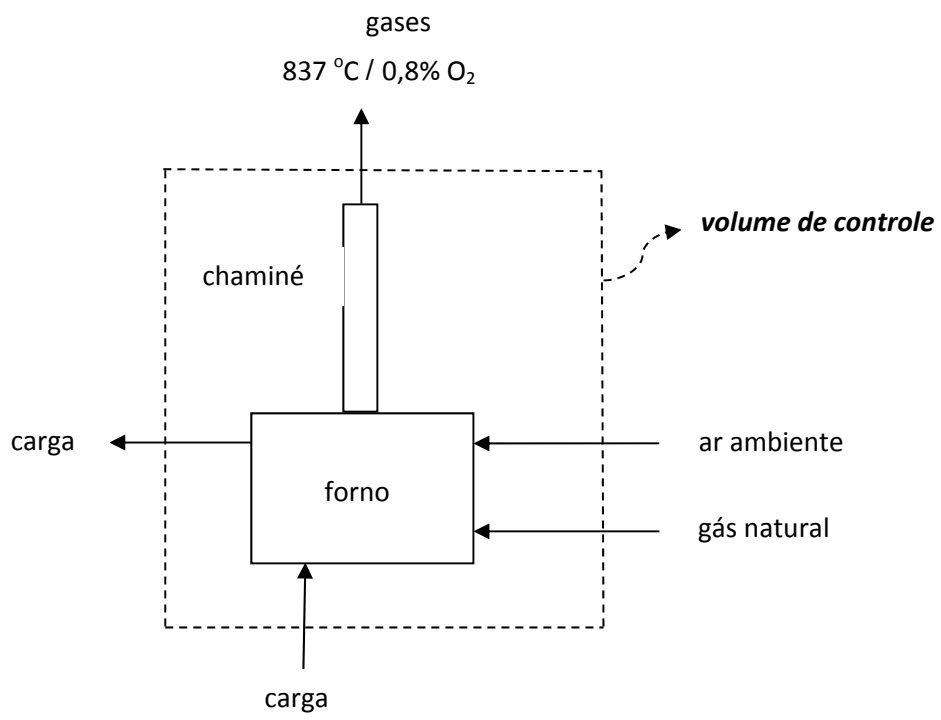 gases
837 °C / 0,8% O₂
volume de controle
chaminé
carga
ar ambiente
forno
gás natural
carga